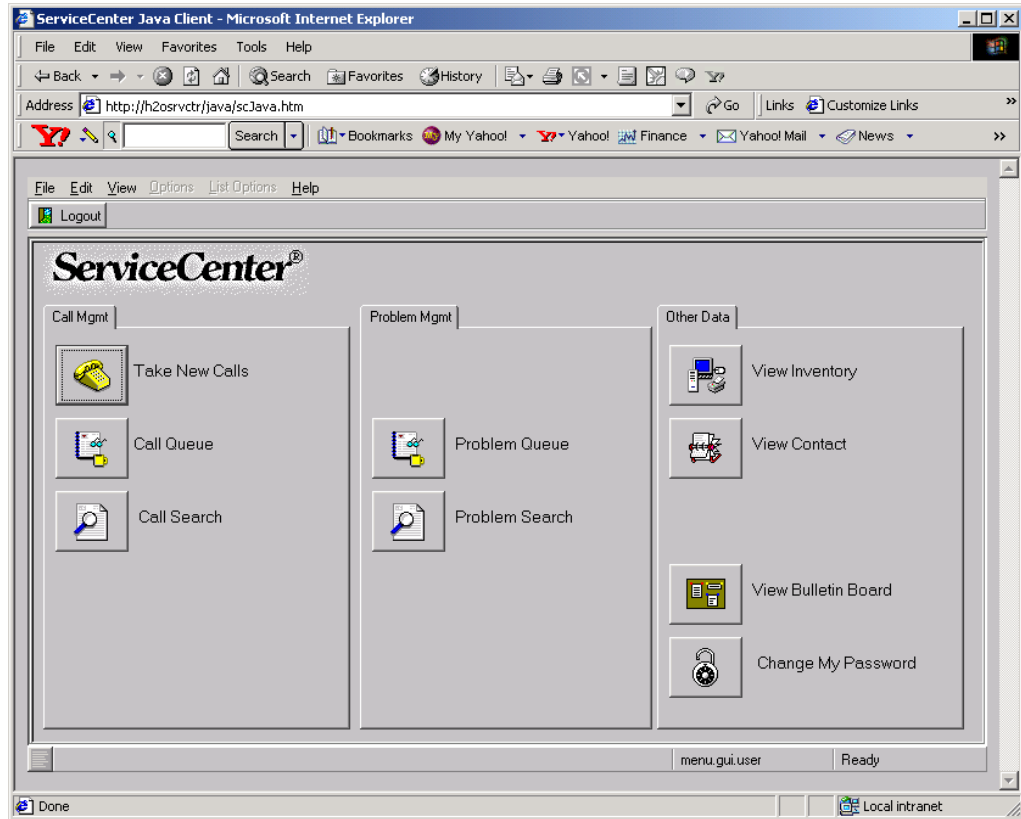 ServiceCenter Java Client - Microsoft Internet Explorer
File Edit View Favorites Tools Help
Back Search Favorites History
Address http://h2osrvctr/java/scJava.htm Go Links Customize Links »
Y! Search Bookmarks My Yahoo! Y! Yahoo! Finance Yahoo! Mail News »
File Edit View Options List Options Help
Logout
ServiceCenter®
Call Mgmt Problem Mgmt Other Data
Take New Calls View Inventory
Call Queue Problem Queue View Contact
Call Search Problem Search
View Bulletin Board
Change My Password
menu.gui.user Ready
Done Local intranet